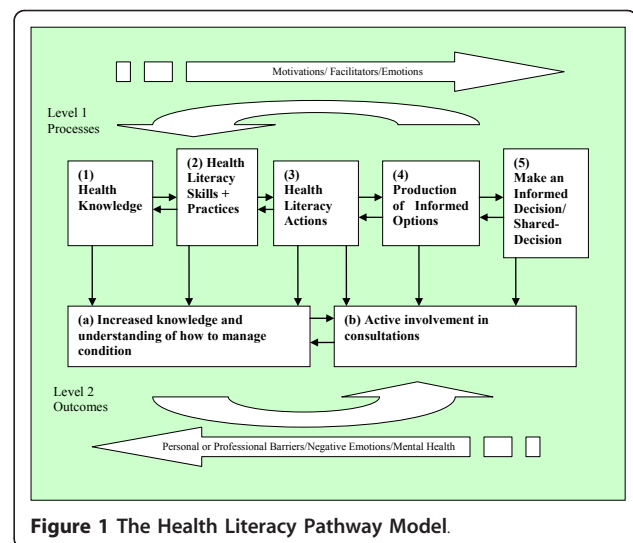 Motivations/ Facilitators/Emotions
Level 1
Processes
(1)
Health
Knowledge
(2) Health
Literacy
Skills +
Practices
(3)
Health
Literacy
Actions
(4)
Production
of Informed
Options
(5)
Make an
Informed
Decision/
Shared-
Decision
(a) Increased knowledge and
understanding of how to manage
condition
(b) Active involvement in
consultations
Level 2
Outcomes
Personal or Professional Barriers/Negative Emotions/Mental Health
Figure 1 The Health Literacy Pathway Model.